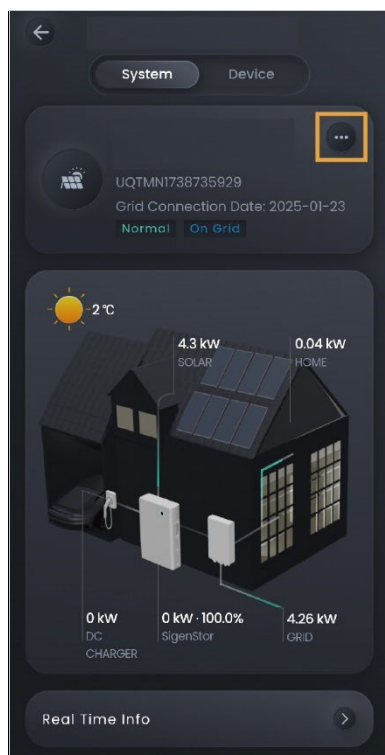 System Device
UQTMN1738735929
Grid Connection Date: 2025-01-23
Normal On Grid
-2 °C
4.3 kW 0.04 kW
SOLAR HOME
0 kW 0 kW · 100.0% 4.26 kW
DC SigenStor GRID
CHARGER
Real Time Info